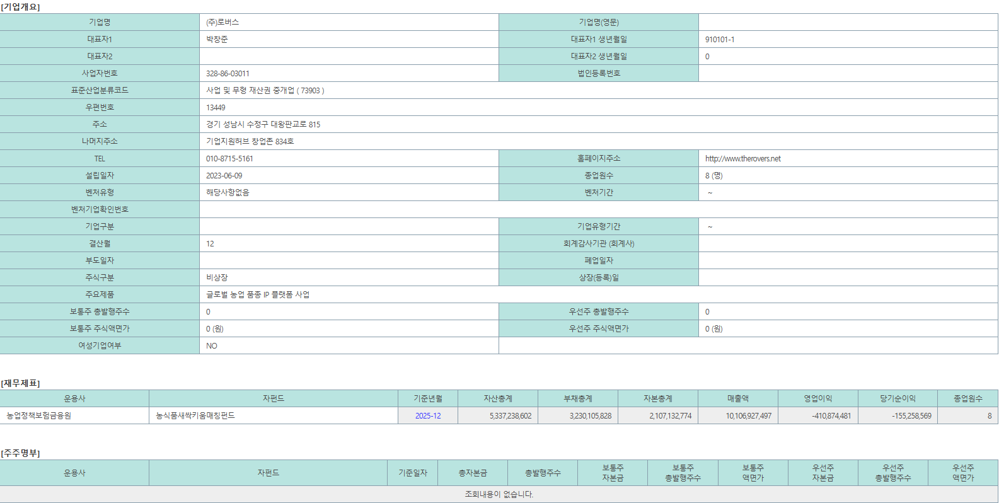 [기업개요]
기업명 (주)로버스 기업명(영문)
대표자1 박창준 대표자1 생년월일 910101-1
대표자2 대표자2 생년월일 0
사업자번호 328-86-03011 법인등록번호
표준산업분류코드 사업 및 무형 재산권 중개업 ( 73903 )
우편번호 13449
주소 경기 성남시 수정구 대왕판교로 815
나머지주소 기업지원허브 창업존 834호
TEL 010-8715-5161 홈페이지주소 http://www.therovers.net
설립일자 2023-06-09 종업원수 8 (명)
벤처유형 해당사항없음 벤처기간 ~
벤처기업확인번호
기업구분 기업유형기간 ~
결산월 12 회계감사기관 (회계사)
부도일자 폐업일자
주식구분 비상장 상장(등록)일
주요제품 글로벌 농업 품종 IP 플랫폼 사업
보통주 총발행주수 0 우선주 총발행주수 0
보통주 주식액면가 0 (원) 우선주 주식액면가 0 (원)
여성기업여부 NO
[재무제표]
운용사 자펀드 기준년월 자산총계 부채총계 자본총계 매출액 영업이익 당기순이익 종업원수
농업정책보험금융원 농식품새싹키움매칭펀드 2025-12 5,337,238,602 3,230,105,828 2,107,132,774 10,106,927,497 -410,874,481 -155,258,569 8
[주주명부]
운용사 자펀드 기준일자 총자본금 총발행주수 보통주 자본금 보통주 총발행주수 보통주 액면가 우선주 자본금 우선주 총발행주수 우선주 액면가
조회내용이 없습니다.